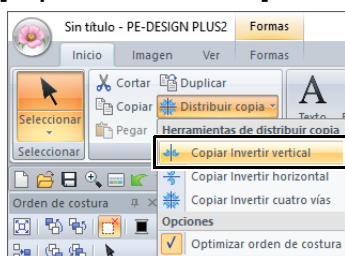 Sin título - PE-DESIGN PLUS2 Formas
Inicio Imagen Ver Formas
Cortar Duplicar
Copiar Distribuir copia
Pegar
Seleccionar
Seleccionar
A
Texto
Herramientas de distribuir copia
Copiar Invertir vertical
Copiar Invertir horizontal
Copiar Invertir cuatro vías
Orden de costura
Opciones
Optimizar orden de costura